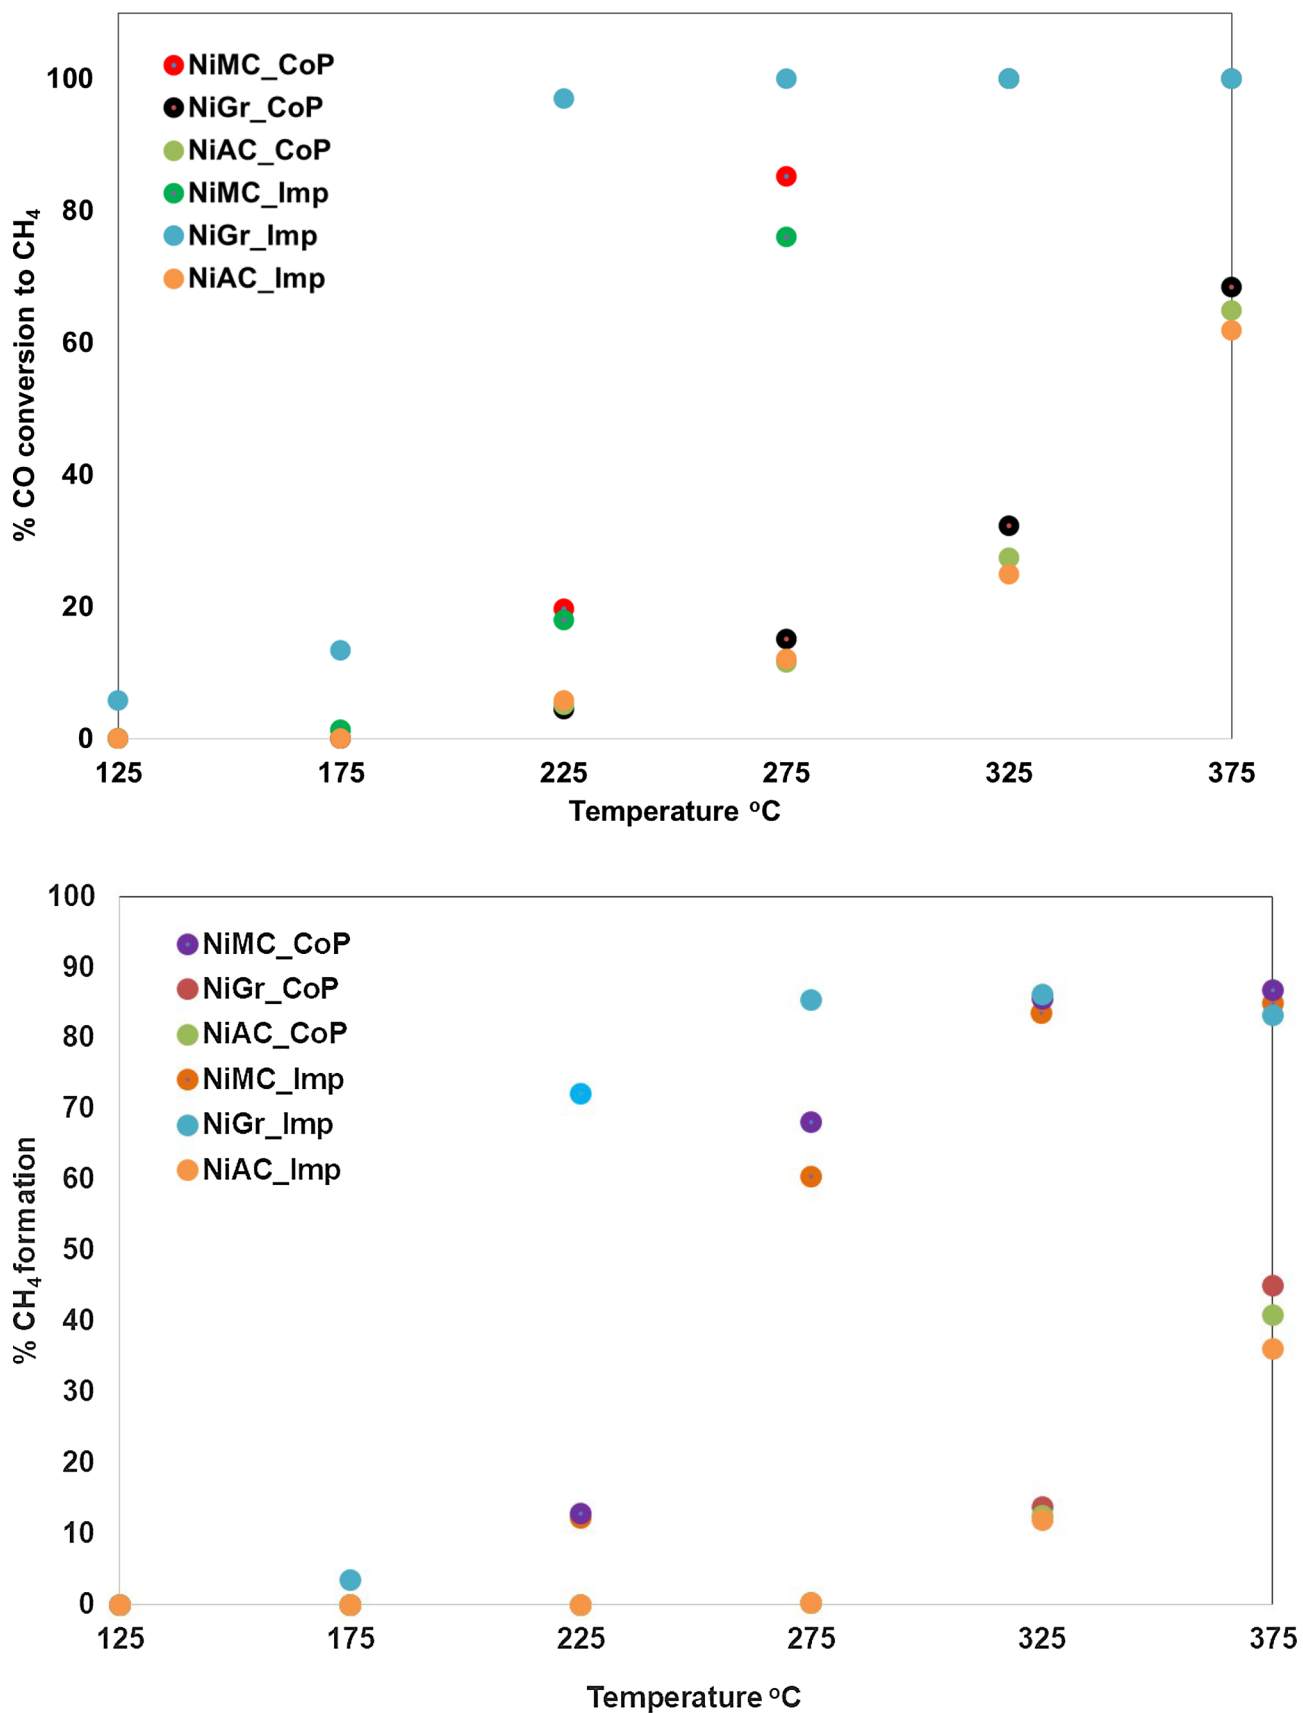 NiMC_CoP
NiGr_CoP
NiAC_CoP
NiMC_Imp
NiGr_Imp
NiAC_Imp
100
80
60
40
20
0
% CO conversion to CH₄
125 175 225 275 325 375
Temperature ᵒC
100
90
80
70
60
50
40
30
20
10
0
NiMC_CoP
NiGr_CoP
NiAC_CoP
NiMC_Imp
NiGr_Imp
NiAC_Imp
% CH₄ formation
125 175 225 275 325 375
Temperature ᵒC